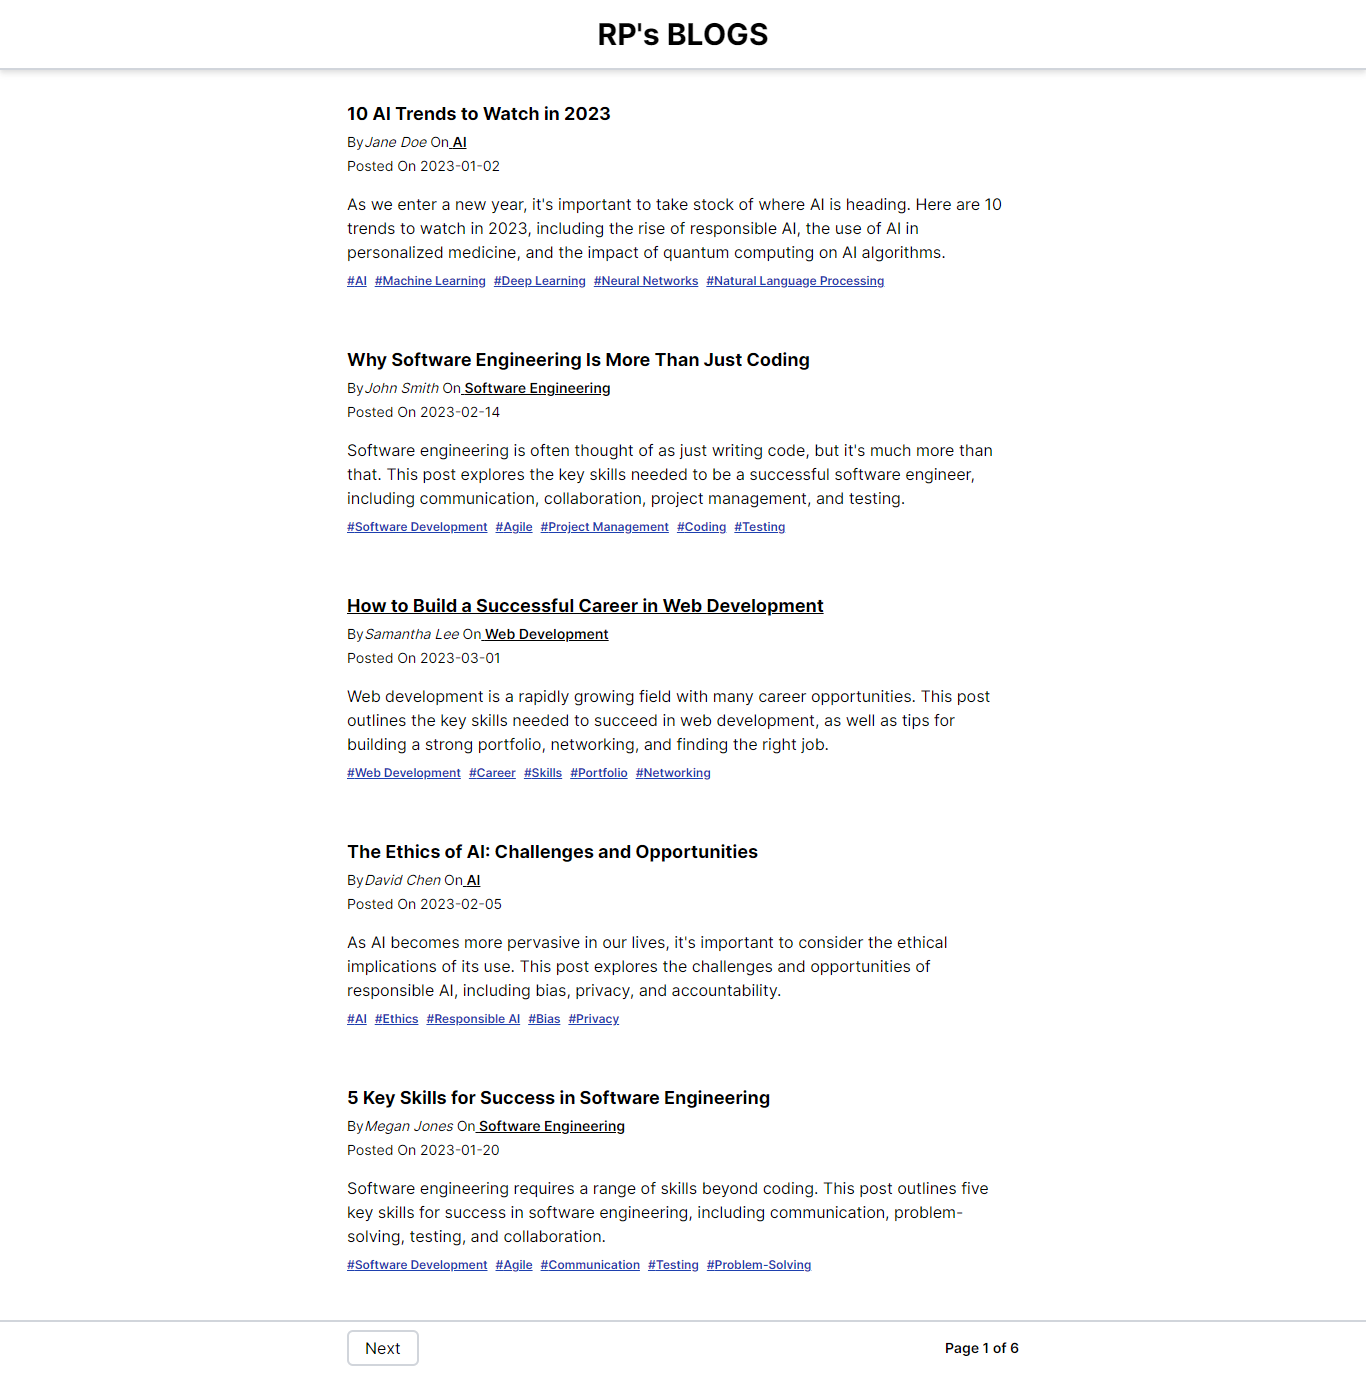 RP's BLOGS
10 AI Trends to Watch in 2023
By Jane Doe On AI
Posted On 2023-01-02
As we enter a new year, it's important to take stock of where AI is heading. Here are 10
trends to watch in 2023, including the rise of responsible AI, the use of AI in
personalized medicine, and the impact of quantum computing on AI algorithms.
#AI #Machine Learning #Deep Learning #Neural Networks #Natural Language Processing
Why Software Engineering Is More Than Just Coding
By John Smith On Software Engineering
Posted On 2023-02-14
Software engineering is often thought of as just writing code, but it's much more than
that. This post explores the key skills needed to be a successful software engineer,
including communication, collaboration, project management, and testing.
#Software Development #Agile #Project Management #Coding #Testing
How to Build a Successful Career in Web Development
By Samantha Lee On Web Development
Posted On 2023-03-01
Web development is a rapidly growing field with many career opportunities. This post
outlines the key skills needed to succeed in web development, as well as tips for
building a strong portfolio, networking, and finding the right job.
#Web Development #Career #Skills #Portfolio #Networking
The Ethics of AI: Challenges and Opportunities
By David Chen On AI
Posted On 2023-02-05
As AI becomes more pervasive in our lives, it's important to consider the ethical
implications of its use. This post explores the challenges and opportunities of
responsible AI, including bias, privacy, and accountability.
#AI #Ethics #Responsible AI #Bias #Privacy
5 Key Skills for Success in Software Engineering
By Megan Jones On Software Engineering
Posted On 2023-01-20
Software engineering requires a range of skills beyond coding. This post outlines five
key skills for success in software engineering, including communication, problem-
solving, testing, and collaboration.
#Software Development #Agile #Communication #Testing #Problem-Solving
Next
Page 1 of 6